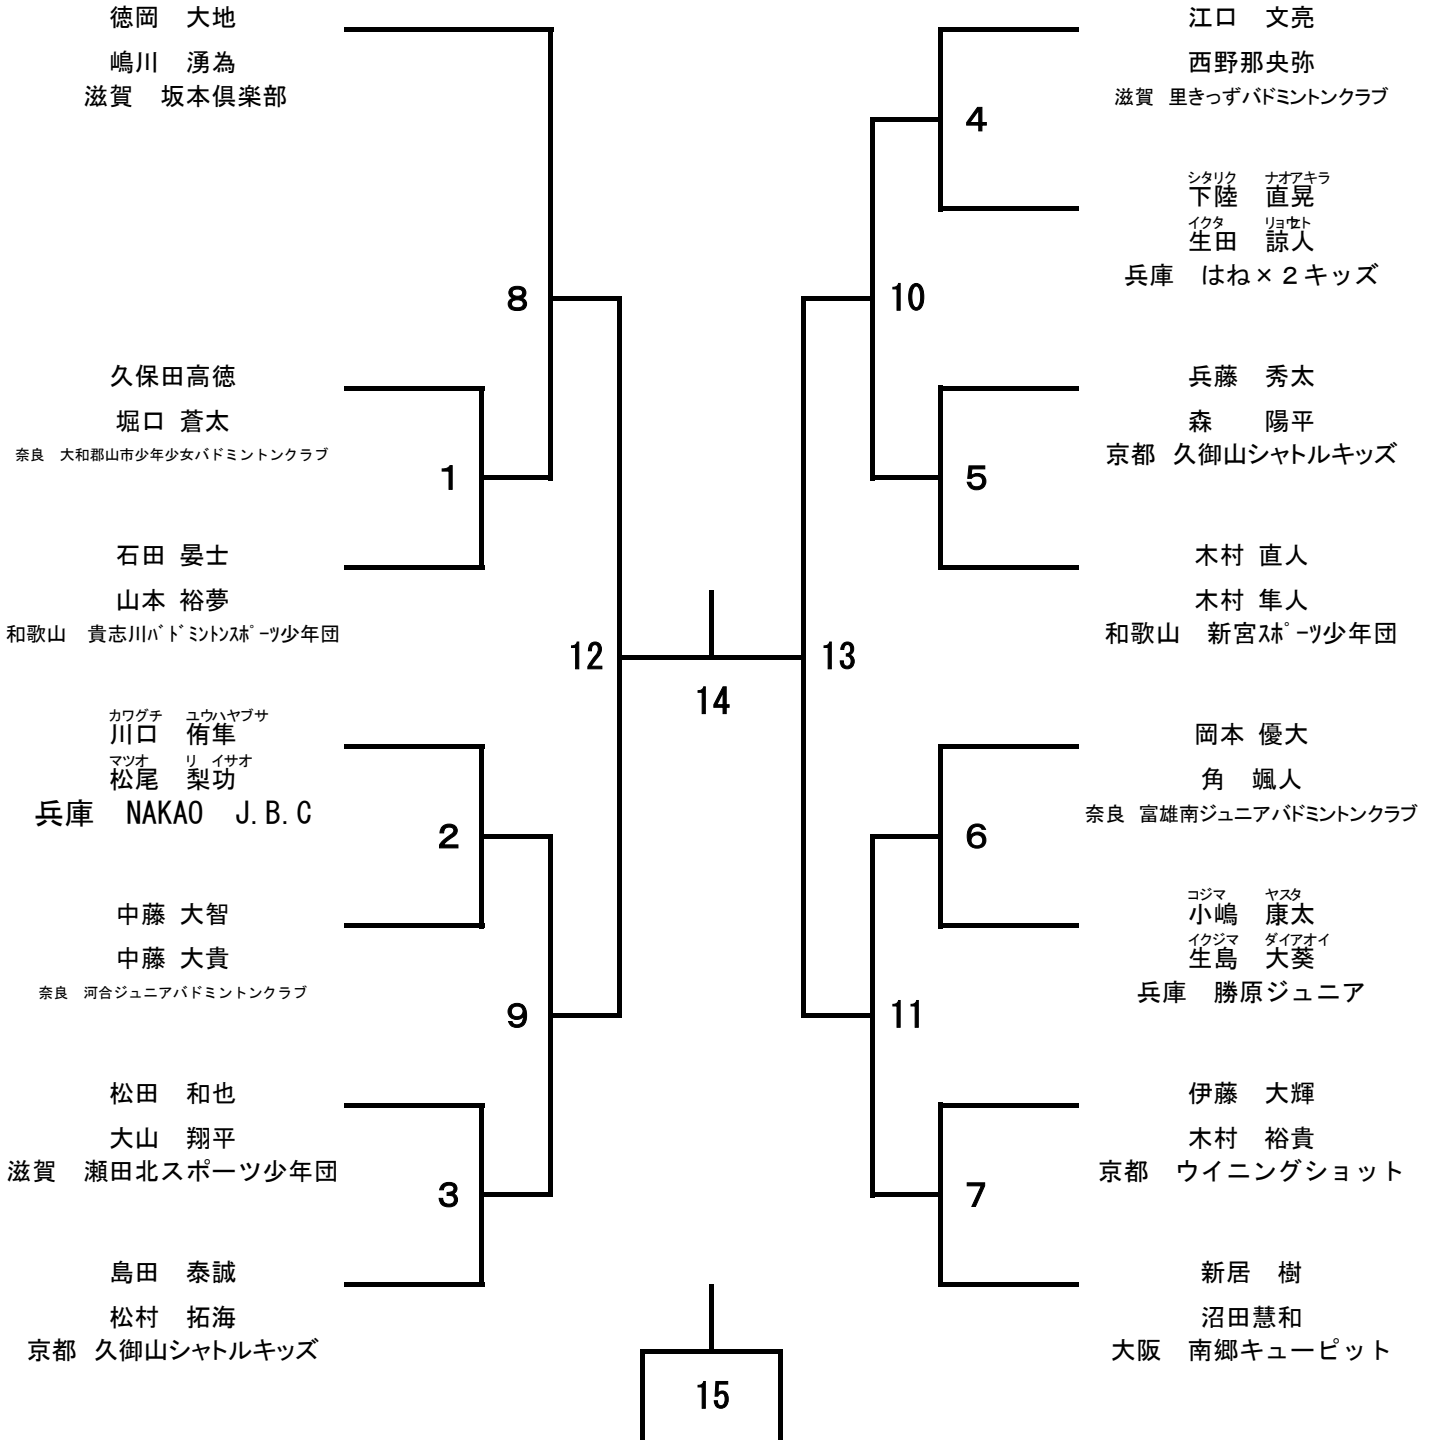 徳岡　大地
嶋川　湧為
滋賀　坂本倶楽部
8
久保田高徳
堀口 蒼太
奈良　大和郡山市少年少女バドミントンクラブ
1
石田 晏士
山本 裕夢
和歌山　貴志川ﾊﾞﾄﾞﾐﾝﾄﾝｽﾎﾟｰﾂ少年団
12
カワグチ　ユウハヤブサ
川口　侑隼
マツオ　リ　イサオ
松尾　梨功
兵庫　NAKAO　J.B.C
2
中藤 大智
中藤 大貴
奈良　河合ジュニアバドミントンクラブ
9
松田　和也
大山　翔平
滋賀　瀬田北スポーツ少年団
3
島田　泰誠
松村　拓海
京都　久御山シャトルキッズ
14
15
江口　文亮
西野那央弥
滋賀　里きっずバドミントンクラブ
4
シタリク　ナオアキラ
下陸　直晃
イクタ
生田　諒人
兵庫　はね×２キッズ
10
兵藤　秀太
森　　陽平
京都　久御山シャトルキッズ
5
木村 直人
木村 隼人
和歌山　新宮ｽﾎﾟｰﾂ少年団
13
岡本 優大
角　颯人
奈良　富雄南ジュニアバドミントンクラブ
6
コジマ　ヤスタ
小嶋　康太
イクジマ　ダイアオイ
生島　大葵
兵庫　勝原ジュニア
11
伊藤　大輝
木村　裕貴
京都　ウイニングショット
7
新居　樹
沼田慧和
大阪　南郷キューピット